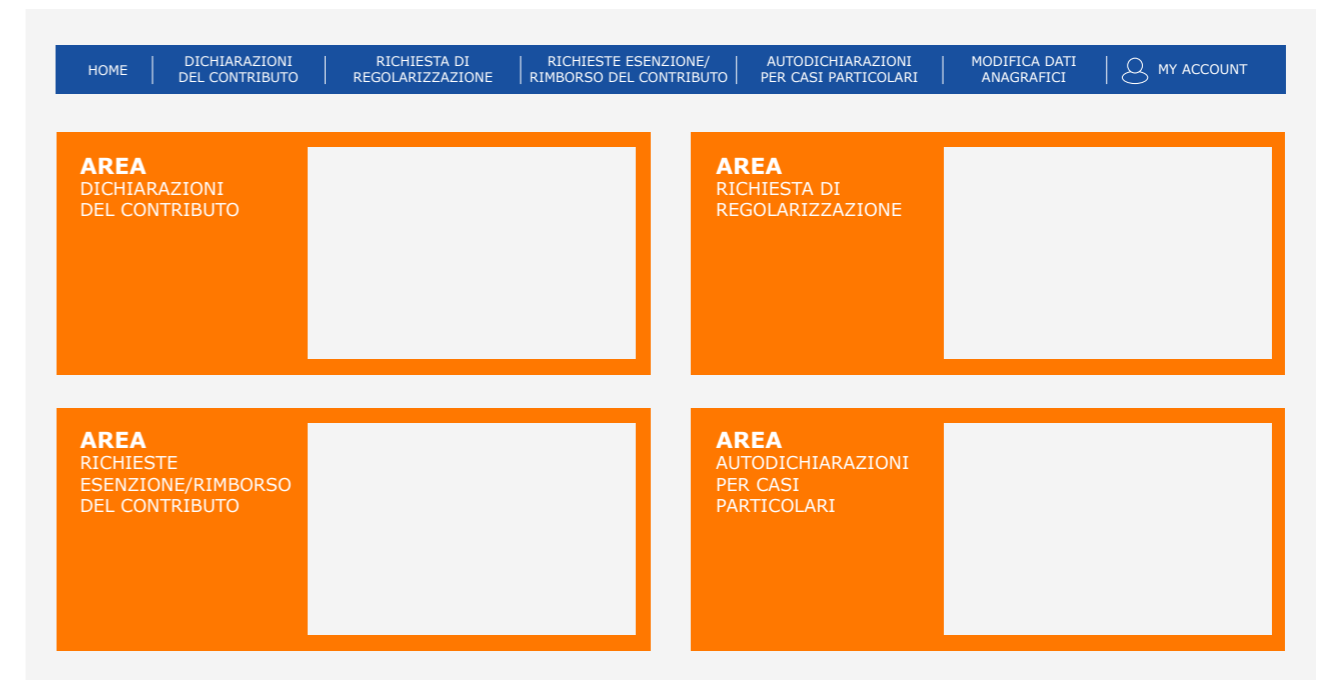 HOME
DICHIARAZIONI
DEL CONTRIBUTO
RICHIESTA DI
REGOLARIZZAZIONE
RICHIESTE ESENZIONE/
RIMBORSO DEL CONTRIBUTO
AUTODICHIARAZIONI
PER CASI PARTICOLARI
MODIFICA DATI
ANAGRAFICI
MY ACCOUNT
AREA
DICHIARAZIONI
DEL CONTRIBUTO
AREA
RICHIESTA DI
REGOLARIZZAZIONE
AREA
RICHIESTE
ESENZIONE/RIMBORSO
DEL CONTRIBUTO
AREA
AUTODICHIARAZIONI
PER CASI
PARTICOLARI